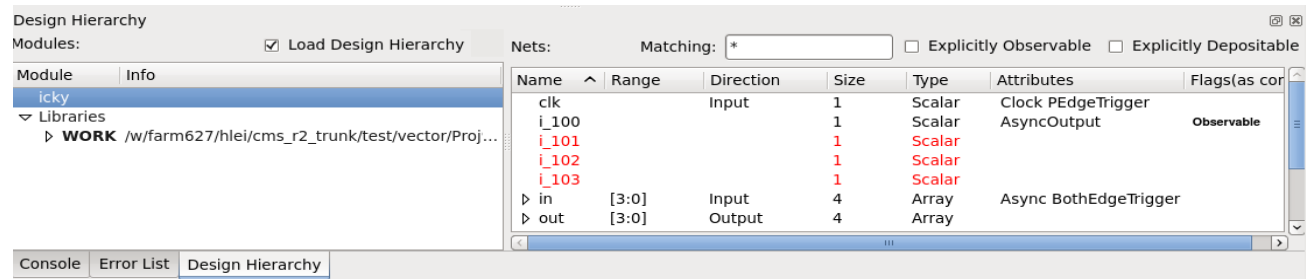 Design Hierarchy
Modules: Load Design Hierarchy Nets: Matching: * Explicitly Observable Explicitly Depositable
Module Info
icky
Libraries
WORK /w/farm627/hlei/cms_r2_trunk/test/vector/Proj...
Name Range Direction Size Type Attributes Flags(as cor
clk Input 1 Scalar Clock PEdgeTrigger
i_100 1 Scalar AsyncOutput Observable
i_101 1 Scalar
i_102 1 Scalar
i_103 1 Scalar
in [3:0] Input 4 Array Async BothEdgeTrigger
out [3:0] Output 4 Array
Console Error List Design Hierarchy